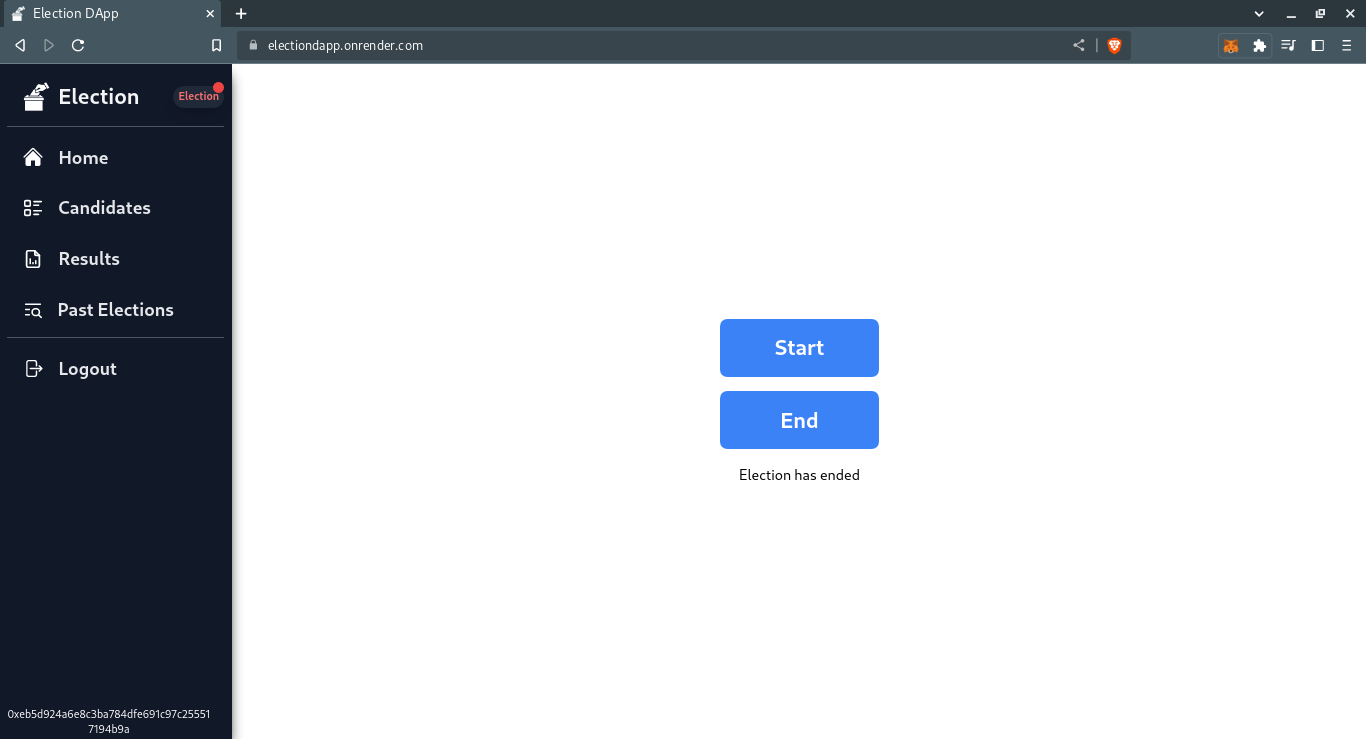 Election DApp
electiondapp.onrender.com
Election
Election
Home
Candidates
Results
Past Elections
Logout
Start
End
Election has ended
0xeb5d924a6e8c3ba784dfe691c97c25551
7194b9a